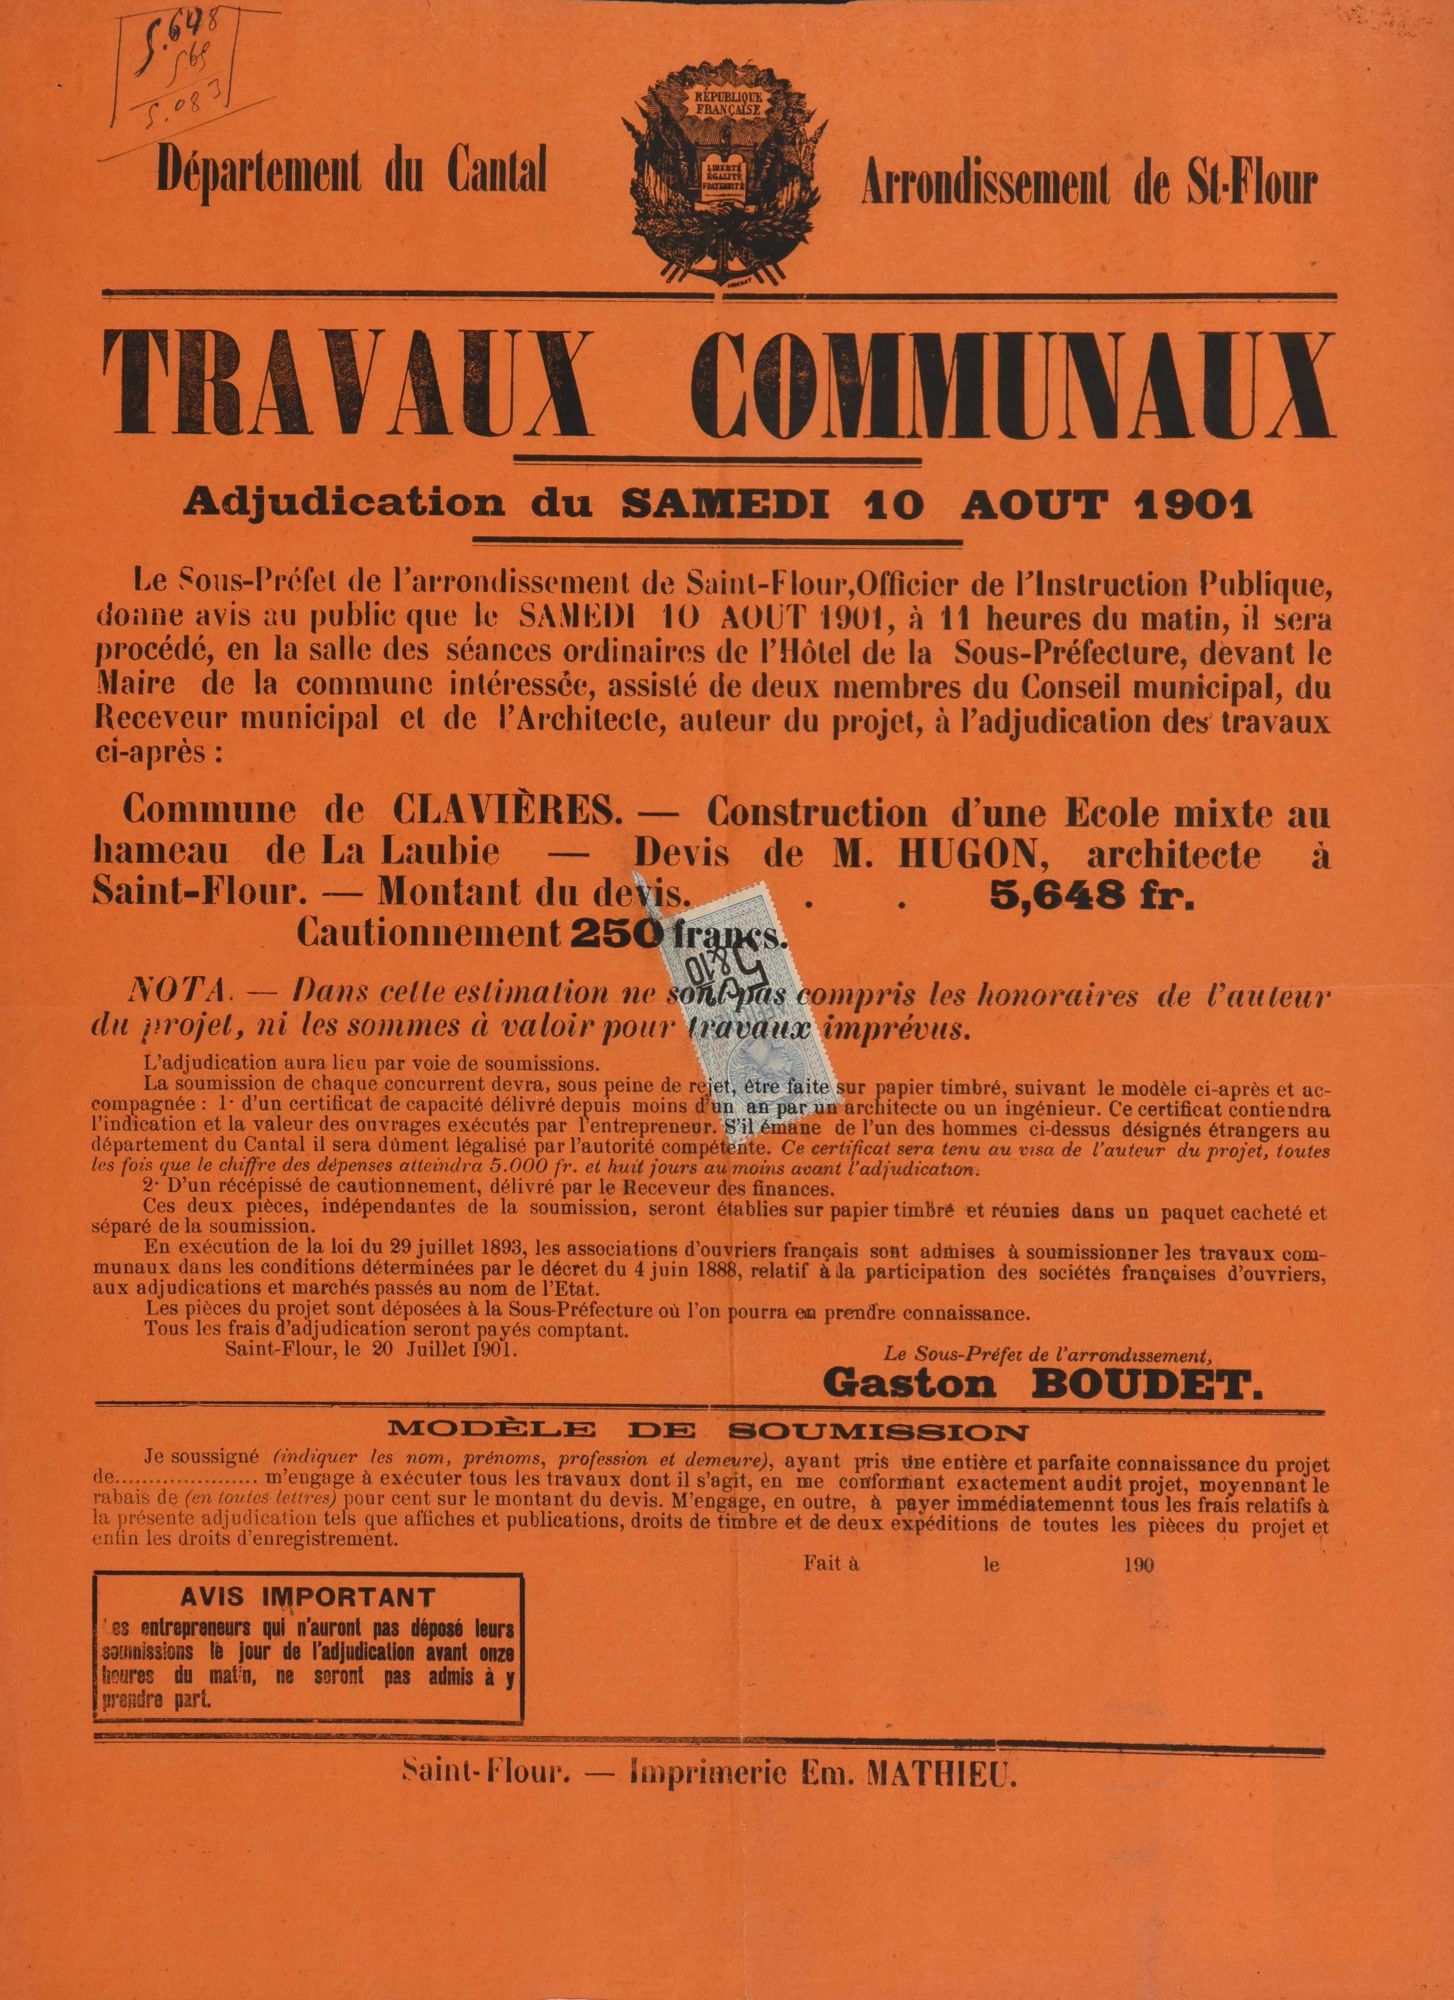 5.648
565
5.083
RÉPUBLIQUE
FRANÇAISE
LIBERTÉ
ÉGALITÉ
FRATERNITÉ
Département du Cantal
Arrondissement de St-Flour
TRAVAUX COMMUNAUX
Adjudication du SAMEDI 10 AOUT 1901
Le Sous-Préfet de l'arrondissement de Saint-Flour, Officier de l'Instruction Publique,
donne avis au public que le SAMEDI 10 AOUT 1901, à 11 heures du matin, il sera
procédé, en la salle des séances ordinaires de l'Hôtel de la Sous-Préfecture, devant le
Maire de la commune intéressée, assisté de deux membres du Conseil municipal, du
Receveur municipal et de l'Architecte, auteur du projet, à l'adjudication des travaux
ci-après :
Commune de CLAVIÈRES. — Construction d'une Ecole mixte au
hameau de La Laubie — Devis de M. HUGON, architecte à
Saint-Flour. — Montant du devis. . . 5,648 fr.
Cautionnement 250 francs.
5 &10
NOTA. — Dans cette estimation ne sont pas compris les honoraires de l'auteur
du projet, ni les sommes à valoir pour travaux imprévus.
L'adjudication aura lieu par voie de soumissions.
La soumission de chaque concurrent devra, sous peine de rejet, être faite sur papier timbré, suivant le modèle ci-après et ac-
compagnée : 1· d'un certificat de capacité délivré depuis moins d'un an par un architecte ou un ingénieur. Ce certificat contiendra
l'indication et la valeur des ouvrages exécutés par l'entrepreneur. S'il émane de l'un des hommes ci-dessus désignés étrangers au
département du Cantal il sera dûment légalisé par l'autorité compétente. Ce certificat sera tenu au visa de l'auteur du projet, toutes
les fois que le chiffre des dépenses atteindra 5.000 fr. et huit jours au moins avant l'adjudication.
2· D'un récépissé de cautionnement, délivré par le Receveur des finances.
Ces deux pièces, indépendantes de la soumission, seront établies sur papier timbré et réunies dans un paquet cacheté et
séparé de la soumission.
En exécution de la loi du 29 juillet 1893, les associations d'ouvriers français sont admises à soumissionner les travaux com-
munaux dans les conditions déterminées par le décret du 4 juin 1888, relatif à la participation des sociétés françaises d'ouvriers,
aux adjudications et marchés passés au nom de l'Etat.
Les pièces du projet sont déposées à la Sous-Préfecture où l'on pourra en prendre connaissance.
Tous les frais d'adjudication seront payés comptant.
Saint-Flour, le 20 Juillet 1901.
Le Sous-Préfet de l'arrondissement,
Gaston BOUDET.
MODÈLE DE SOUMISSION
Je soussigné (indiquer les nom, prénoms, profession et demeure), ayant pris une entière et parfaite connaissance du projet
de..................... m'engage à exécuter tous les travaux dont il s'agit, en me conformant exactement audit projet, moyennant le
rabais de (en toutes lettres) pour cent sur le montant du devis. M'engage, en outre, à payer immédiatemennt tous les frais relatifs à
la présente adjudication tels que affiches et publications, droits de timbre et de deux expéditions de toutes les pièces du projet et
enfin les droits d'enregistrement.
Fait à le 190
AVIS IMPORTANT
Les entrepreneurs qui n'auront pas déposé leurs
soumissions le jour de l'adjudication avant onze
heures du matin, ne seront pas admis à y
prendre part.
Saint-Flour. — Imprimerie Em. MATHIEU.